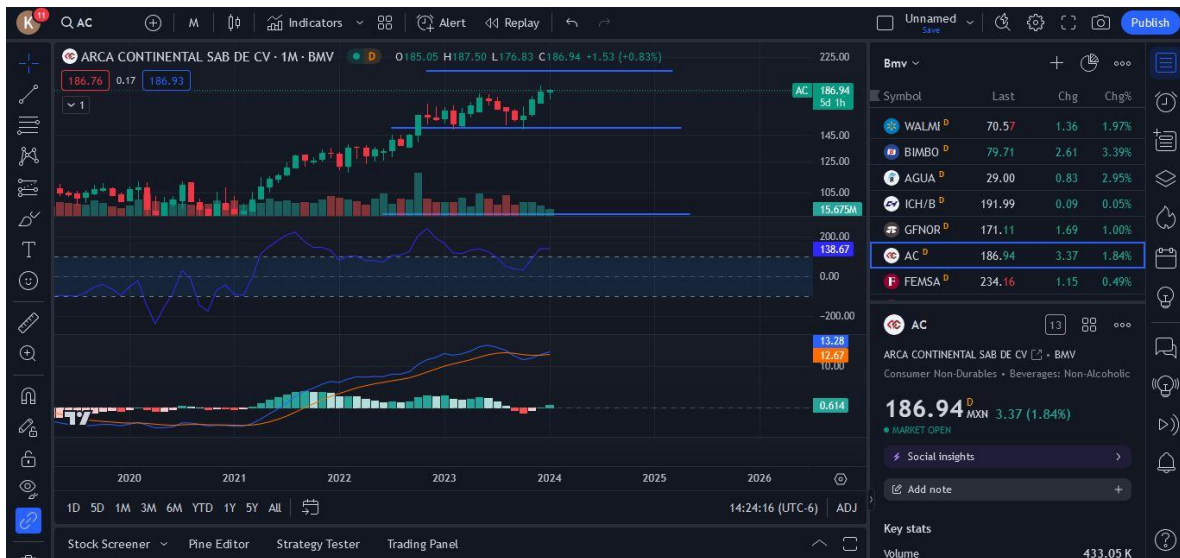 K 11 AC M Indicators Alert Replay Unnamed Save Publish
ARCA CONTINENTAL SAB DE CV · 1M · BMV D O185.05 H187.50 L176.83 C186.94 +1.53 (+0.83%)
186.76 0.17 186.93
1
225.00
AC 186.94
5d 1h
145.00
125.00
105.00
15.675M
200.00
138.67
0.00
−200.00
13.28
12.67
10.00
0.614
2020 2021 2022 2023 2024 2025 2026
1D 5D 1M 3M 6M YTD 1Y 5Y All 14:24:16 (UTC-6) ADJ
Stock Screener Pine Editor Strategy Tester Trading Panel
Bmv
Symbol Last Chg Chg%
WALME D 70.57 1.36 1.97%
BIMBO D 79.71 2.61 3.39%
AGUA D 29.00 0.83 2.95%
ICH/B D 191.99 0.09 0.05%
GFNOR D 171.11 1.69 1.00%
AC D 186.94 3.37 1.84%
FEMSA D 234.16 1.15 0.49%
AC 13
ARCA CONTINENTAL SAB DE CV · BMV
Consumer Non-Durables • Beverages: Non-Alcoholic
186.94 D MXN 3.37 (1.84%)
MARKET OPEN
Social insights
Add note
Key stats
Volume 433.05K